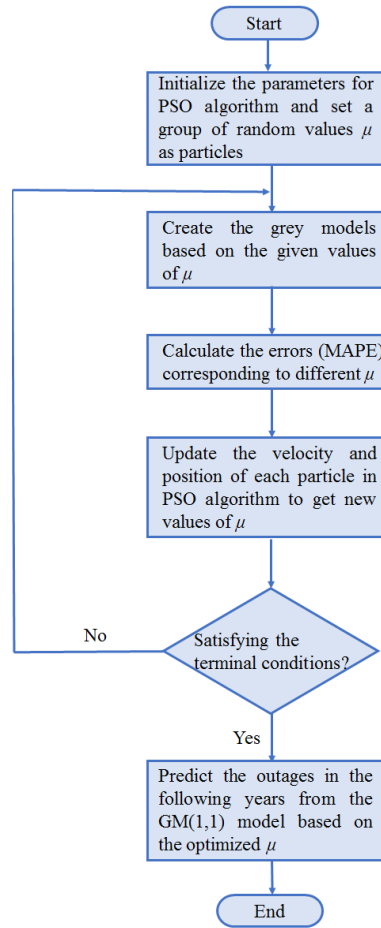 Start
Initialize the parameters for
PSO algorithm and set a
group of random values μ
as particles
Create the grey models
based on the given values
of μ
Calculate the errors (MAPE)
corresponding to different μ
Update the velocity and
position of each particle in
PSO algorithm to get new
values of μ
No
Satisfying the
terminal conditions?
Yes
Predict the outages in the
following years from the
GM(1,1) model based on
the optimized μ
End